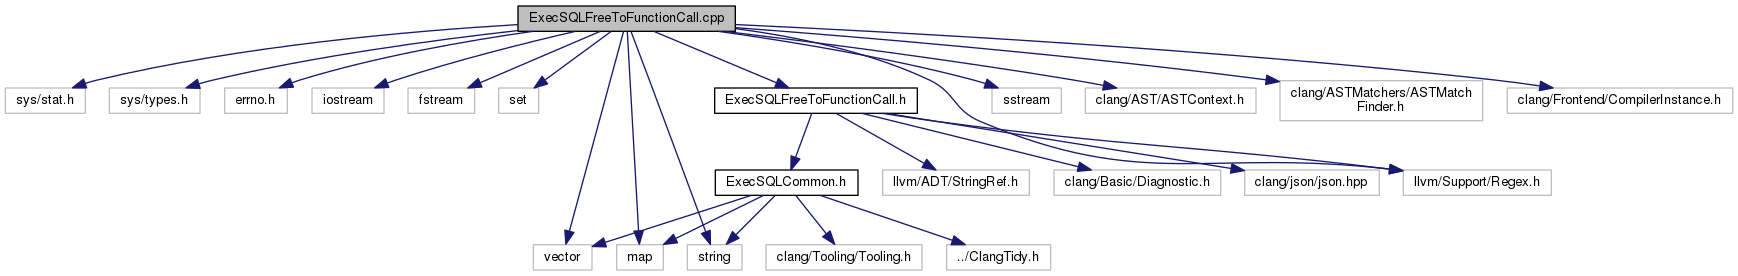 ExecSQLFreeToFunctionCall.cpp
sys/stat.h
sys/types.h
errno.h
iostream
fstream
set
ExecSQLFreeToFunctionCall.h
sstream
clang/AST/ASTContext.h
clang/ASTMatchers/ASTMatch
Finder.h
clang/Frontend/CompilerInstance.h
ExecSQLCommon.h
llvm/ADT/StringRef.h
clang/Basic/Diagnostic.h
clang/json/json.hpp
llvm/Support/Regex.h
vector
map
string
clang/Tooling/Tooling.h
../ClangTidy.h